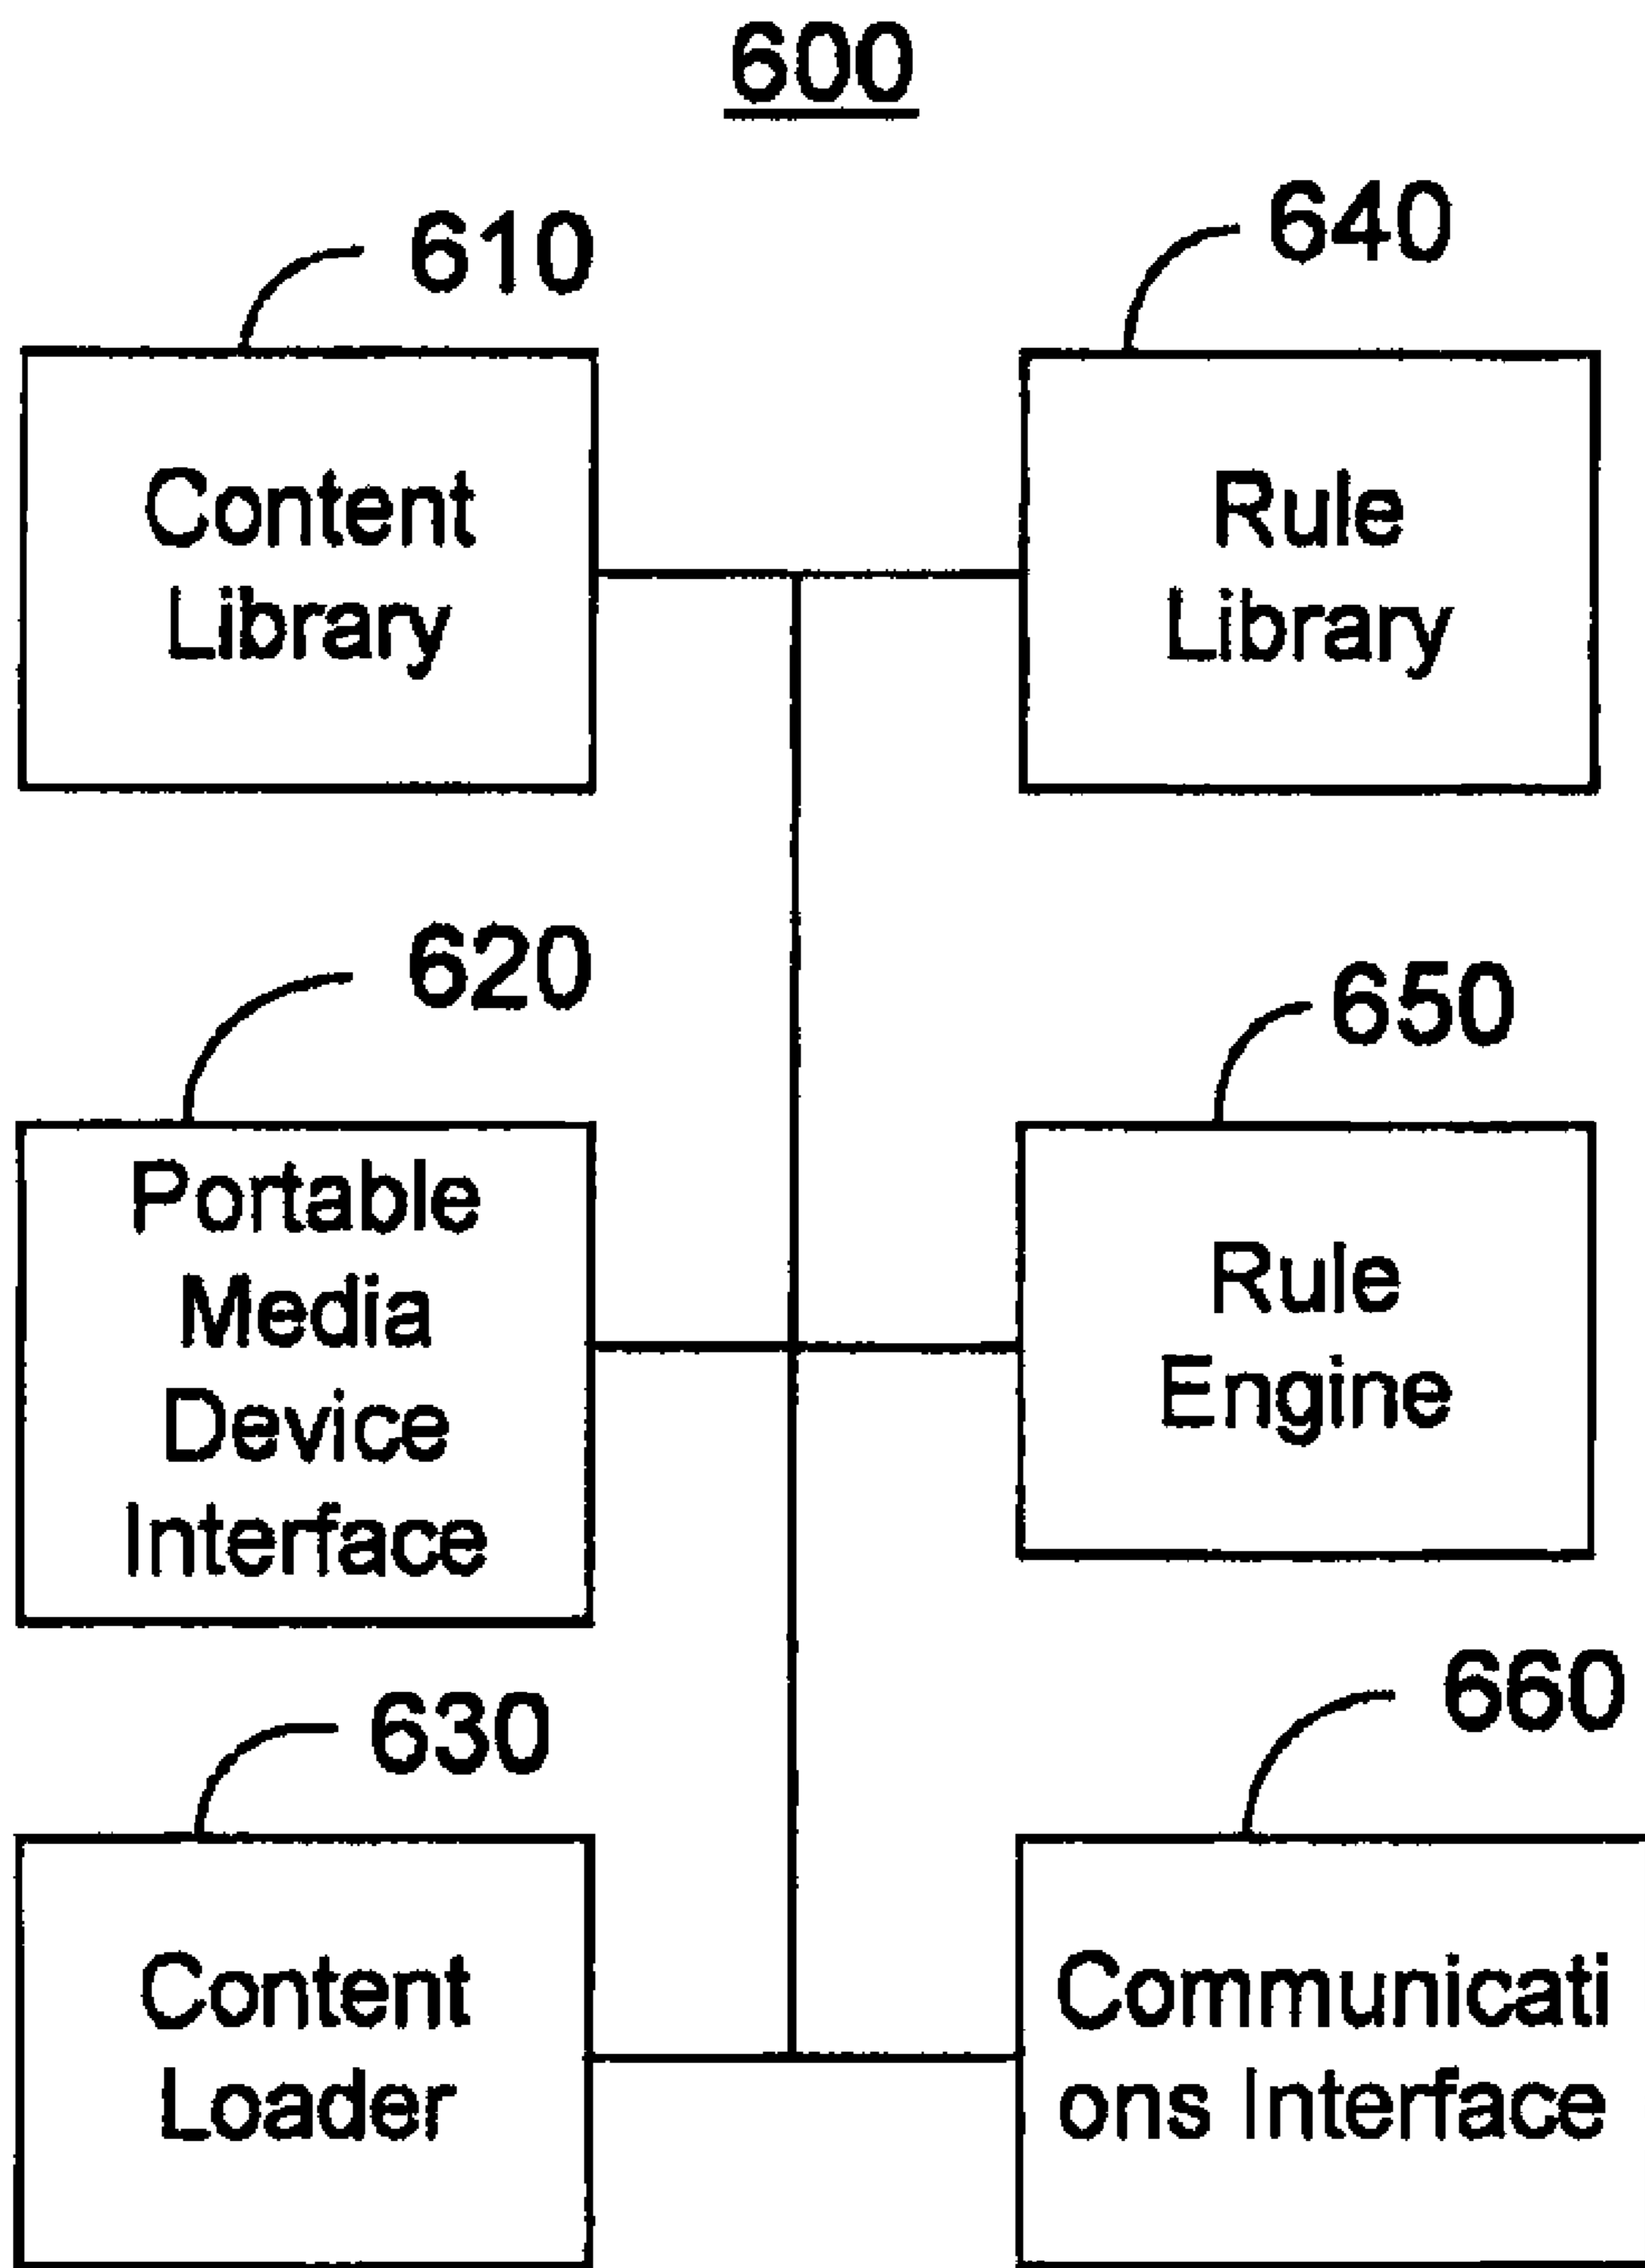 600
610
640
Content
Library
Rule
Library
620
650
Portable
Media
Device
Interface
Rule
Engine
630
660
Content
Loader
Communicati
ons Interface